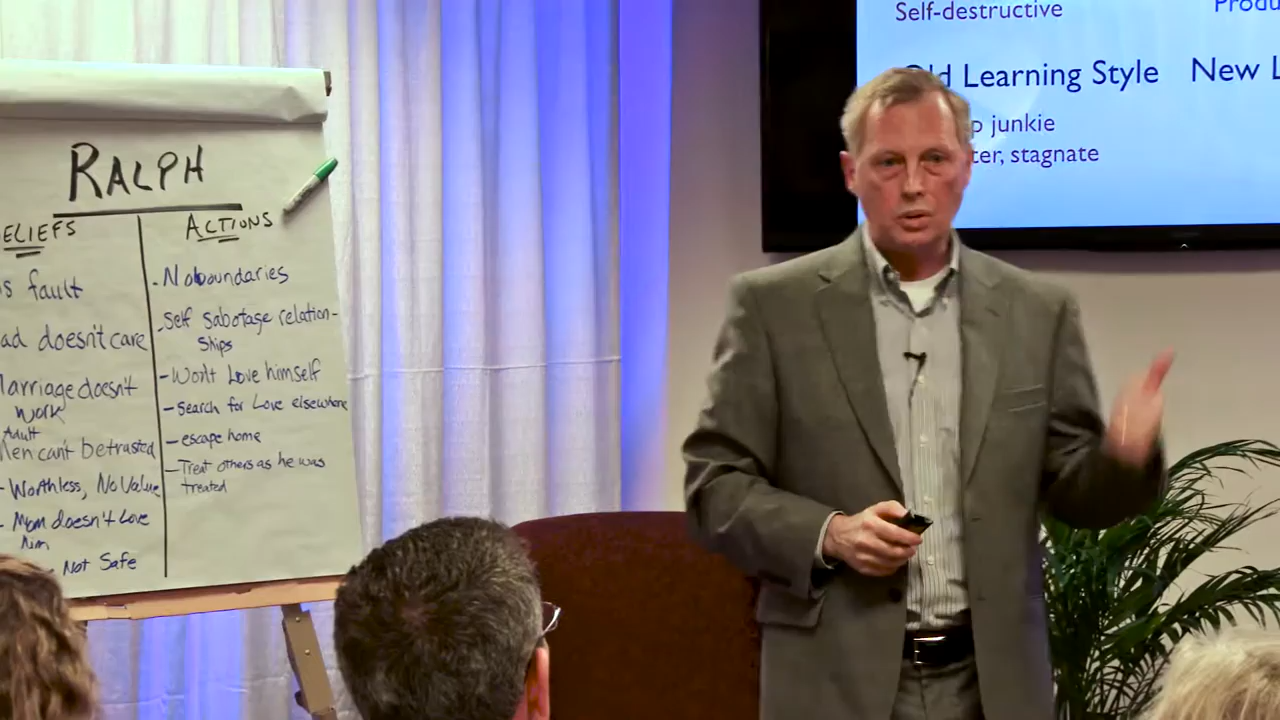 RALPH
ELIEFS
s fault
ad doesn't care
Marriage doesn't
work
Adult
Men can't be trusted
- Worthless, No Value
- Mom doesn't Love
him
- Not Safe
ACTIONS
- No boundaries
- Self Sabotage relation-
ships
- Won't Love himself
- Search for Love elsewhere
- escape home
- Treat others as he was
treated
Self-destructive
Produ
Old Learning Style
New L
p junkie
ter, stagnate